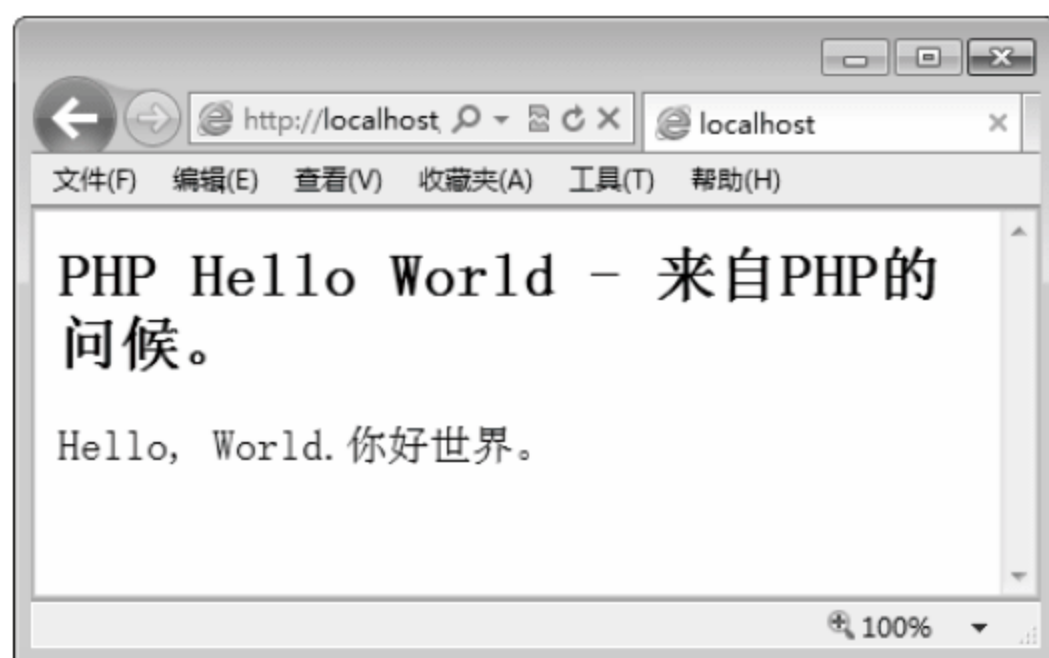 http://localhost
localhost
文件(F) 编辑(E) 查看(V) 收藏夹(A) 工具(T) 帮助(H)
PHP Hello World - 来自PHP的
问候。
Hello, World.你好世界。
100%